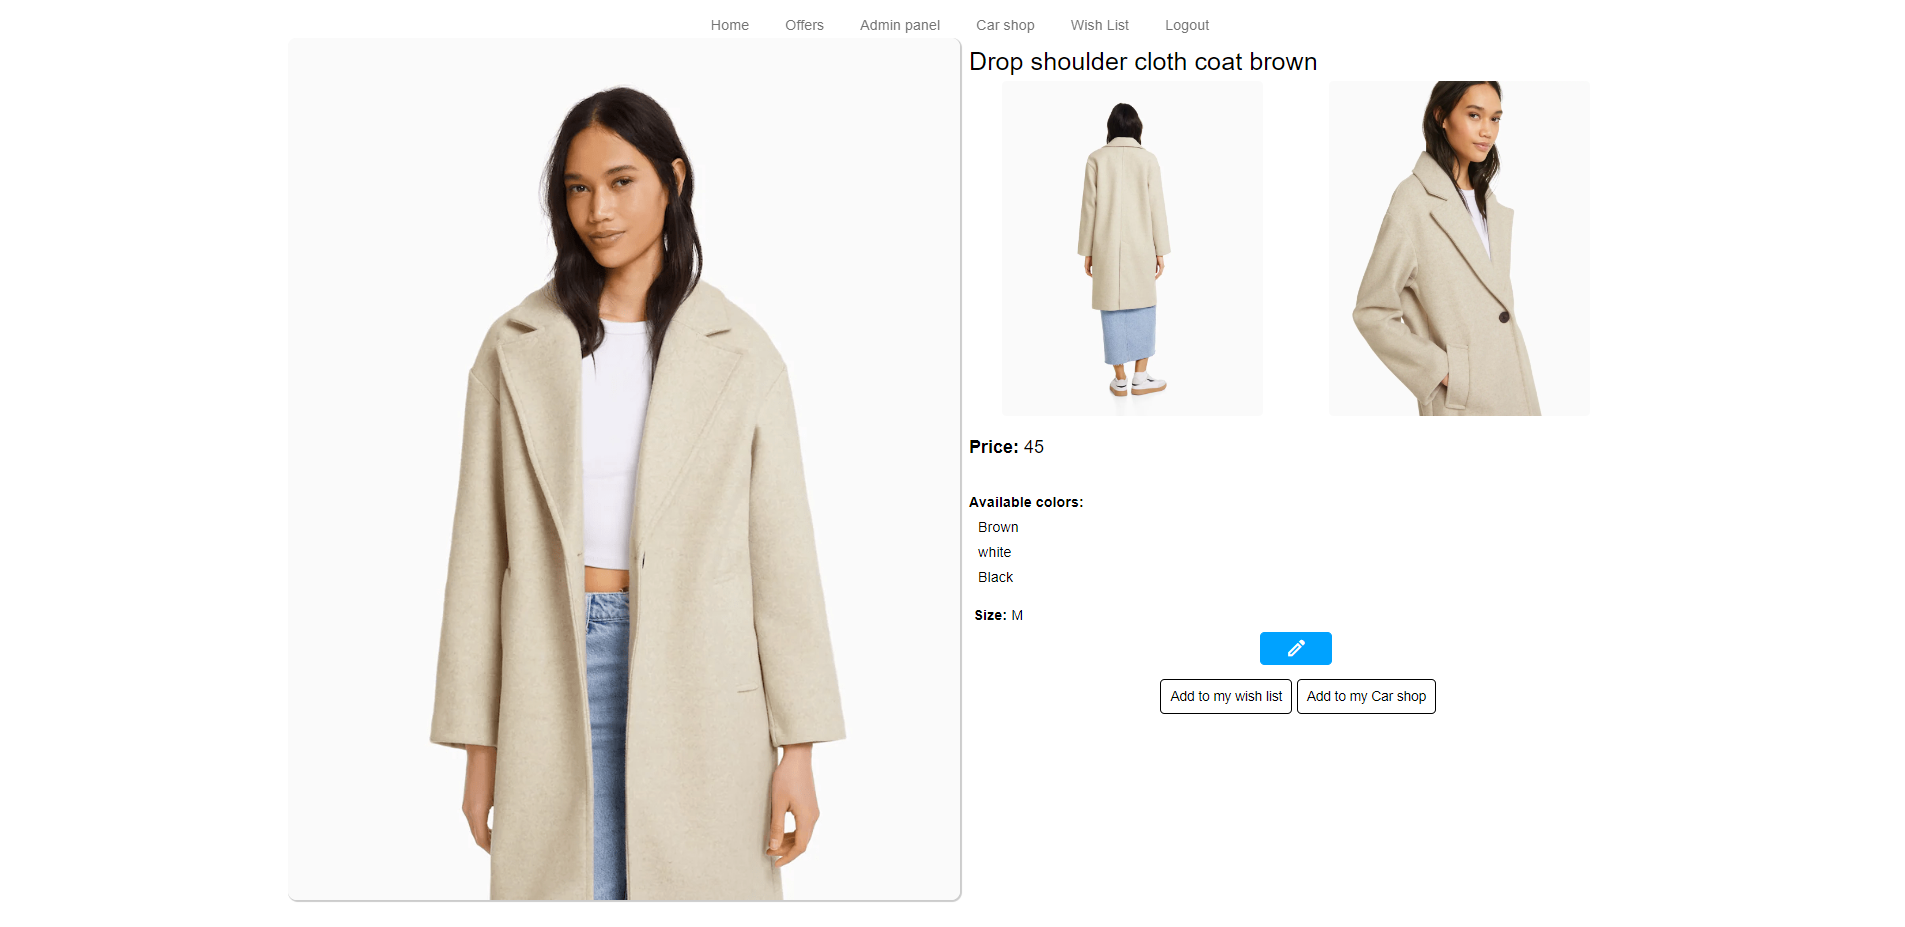 Home Offers Admin panel Car shop Wish List Logout
Drop shoulder cloth coat brown
Price: 45
Available colors:
Brown
white
Black
Size: M
Add to my wish list Add to my Car shop